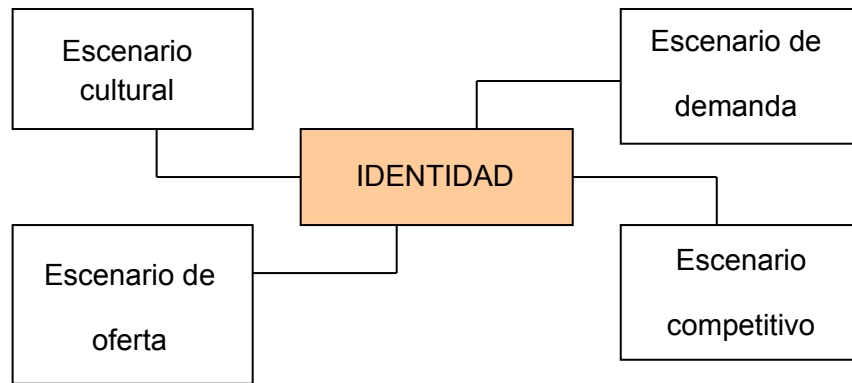 Escenario
cultural
Escenario de
demanda
IDENTIDAD
Escenario de
oferta
Escenario
competitivo